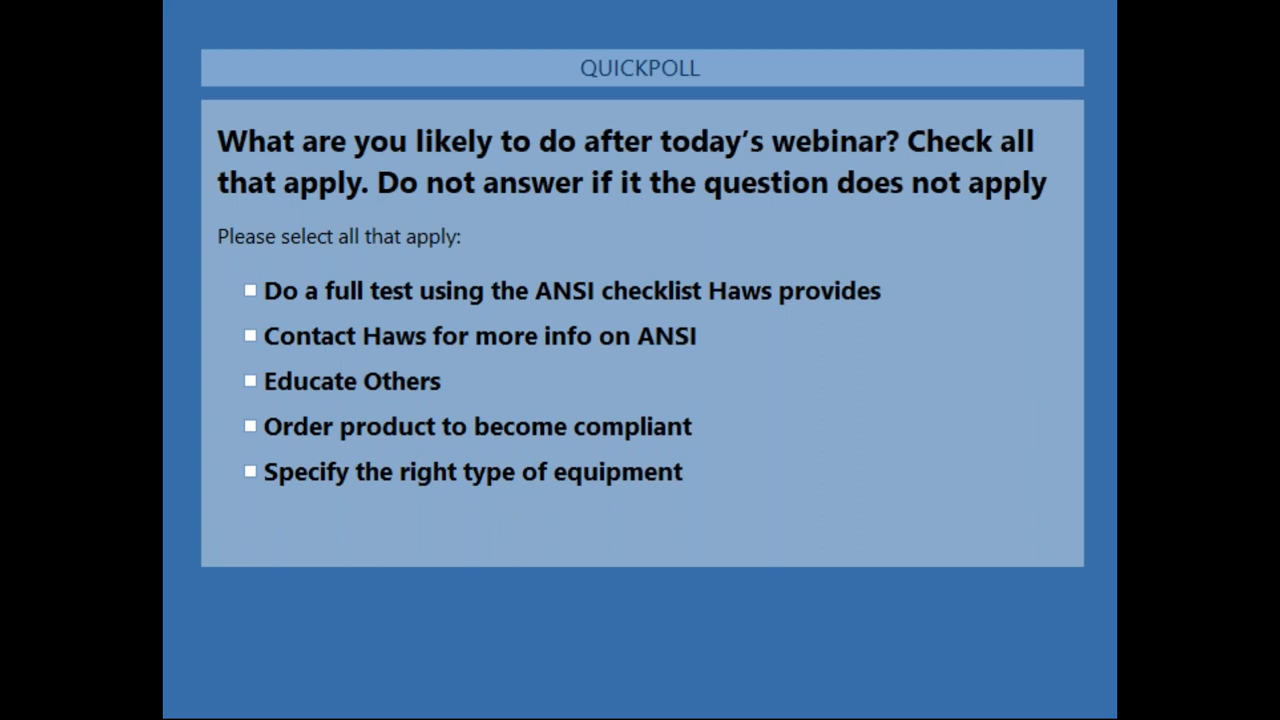 QUICKPOLL
What are you likely to do after today’s webinar? Check all
that apply. Do not answer if it the question does not apply
Please select all that apply:
Do a full test using the ANSI checklist Haws provides
Contact Haws for more info on ANSI
Educate Others
Order product to become compliant
Specify the right type of equipment